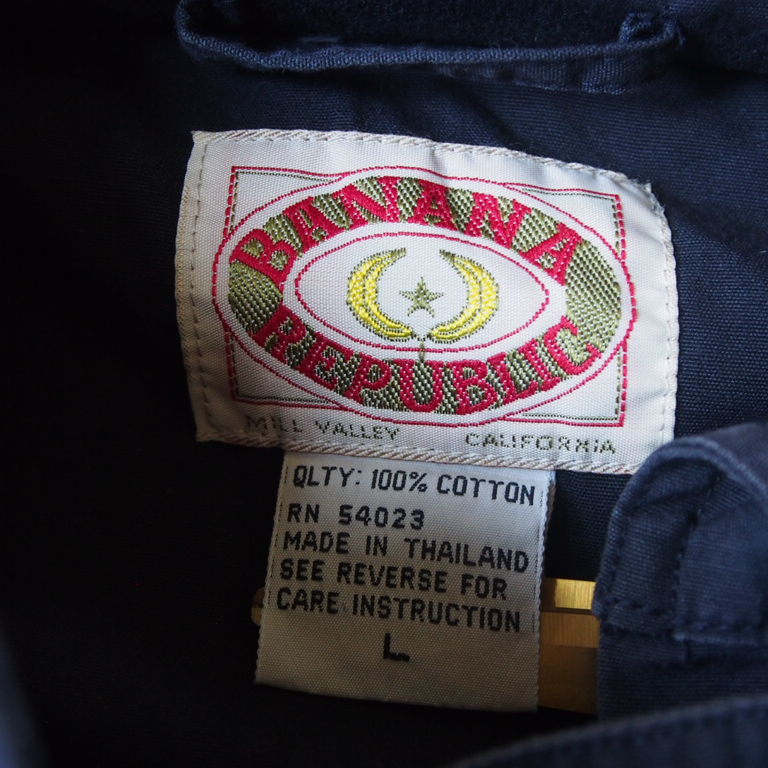 BANANA
REPUBLIC
MILL VALLEY CALIFORNIA
QLTY: 100% COTTON
RN 54023
MADE IN THAILAND
SEE REVERSE FOR
CARE INSTRUCTION
L